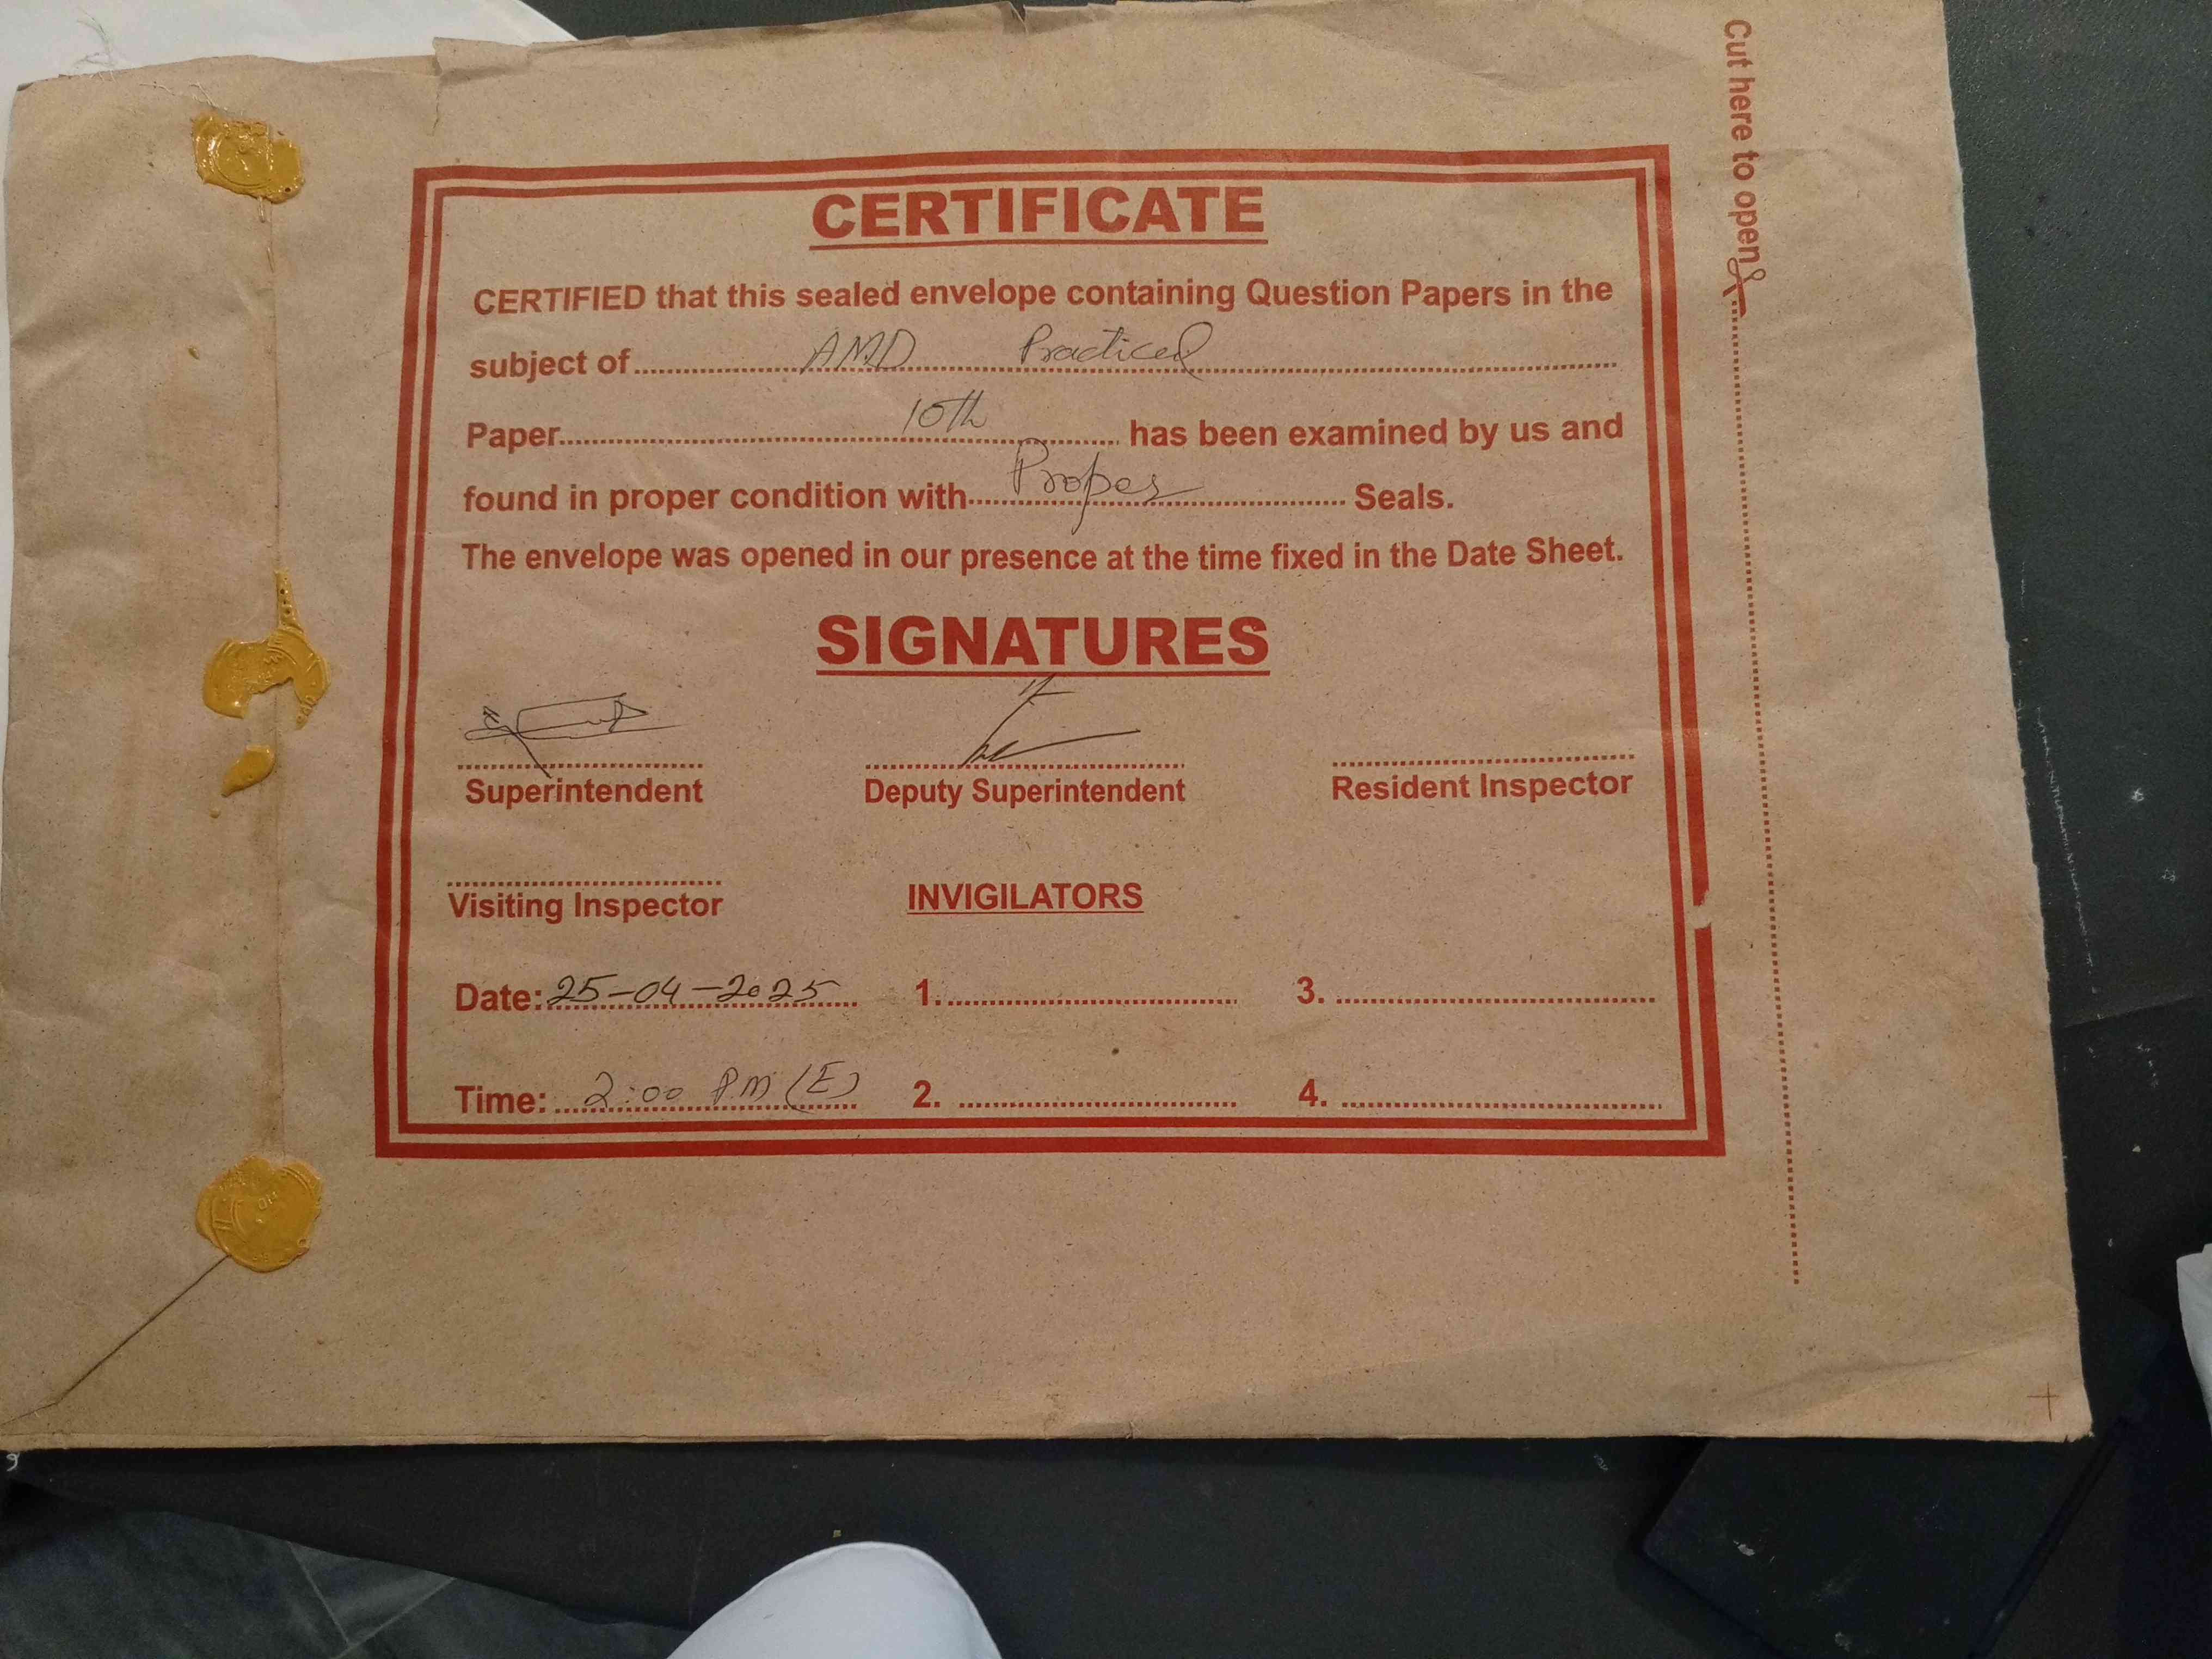 Cut here to open
CERTIFICATE
CERTIFIED that this sealed envelope containing Question Papers in the
subject of AMD Practical
Paper 10th has been examined by us and
found in proper condition with Proper Seals.
The envelope was opened in our presence at the time fixed in the Date Sheet.
SIGNATURES
Superintendent Deputy Superintendent Resident Inspector
Visiting Inspector INVIGILATORS
Date: 25-04-2025 1. 3.
Time: 2:00 P.M (E) 2. 4.